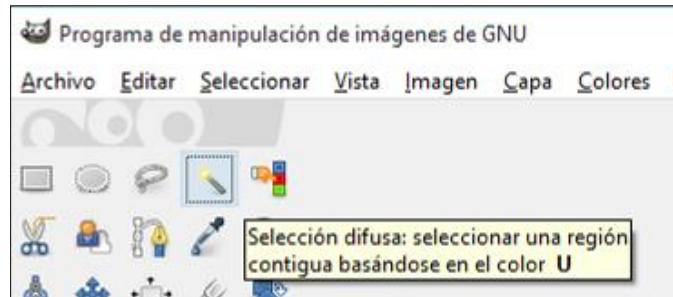 Programa de manipulación de imágenes de GNU
Archivo Editar Seleccionar Vista Imagen Capa Colores
Selección difusa: seleccionar una región
contigua basándose en el color U